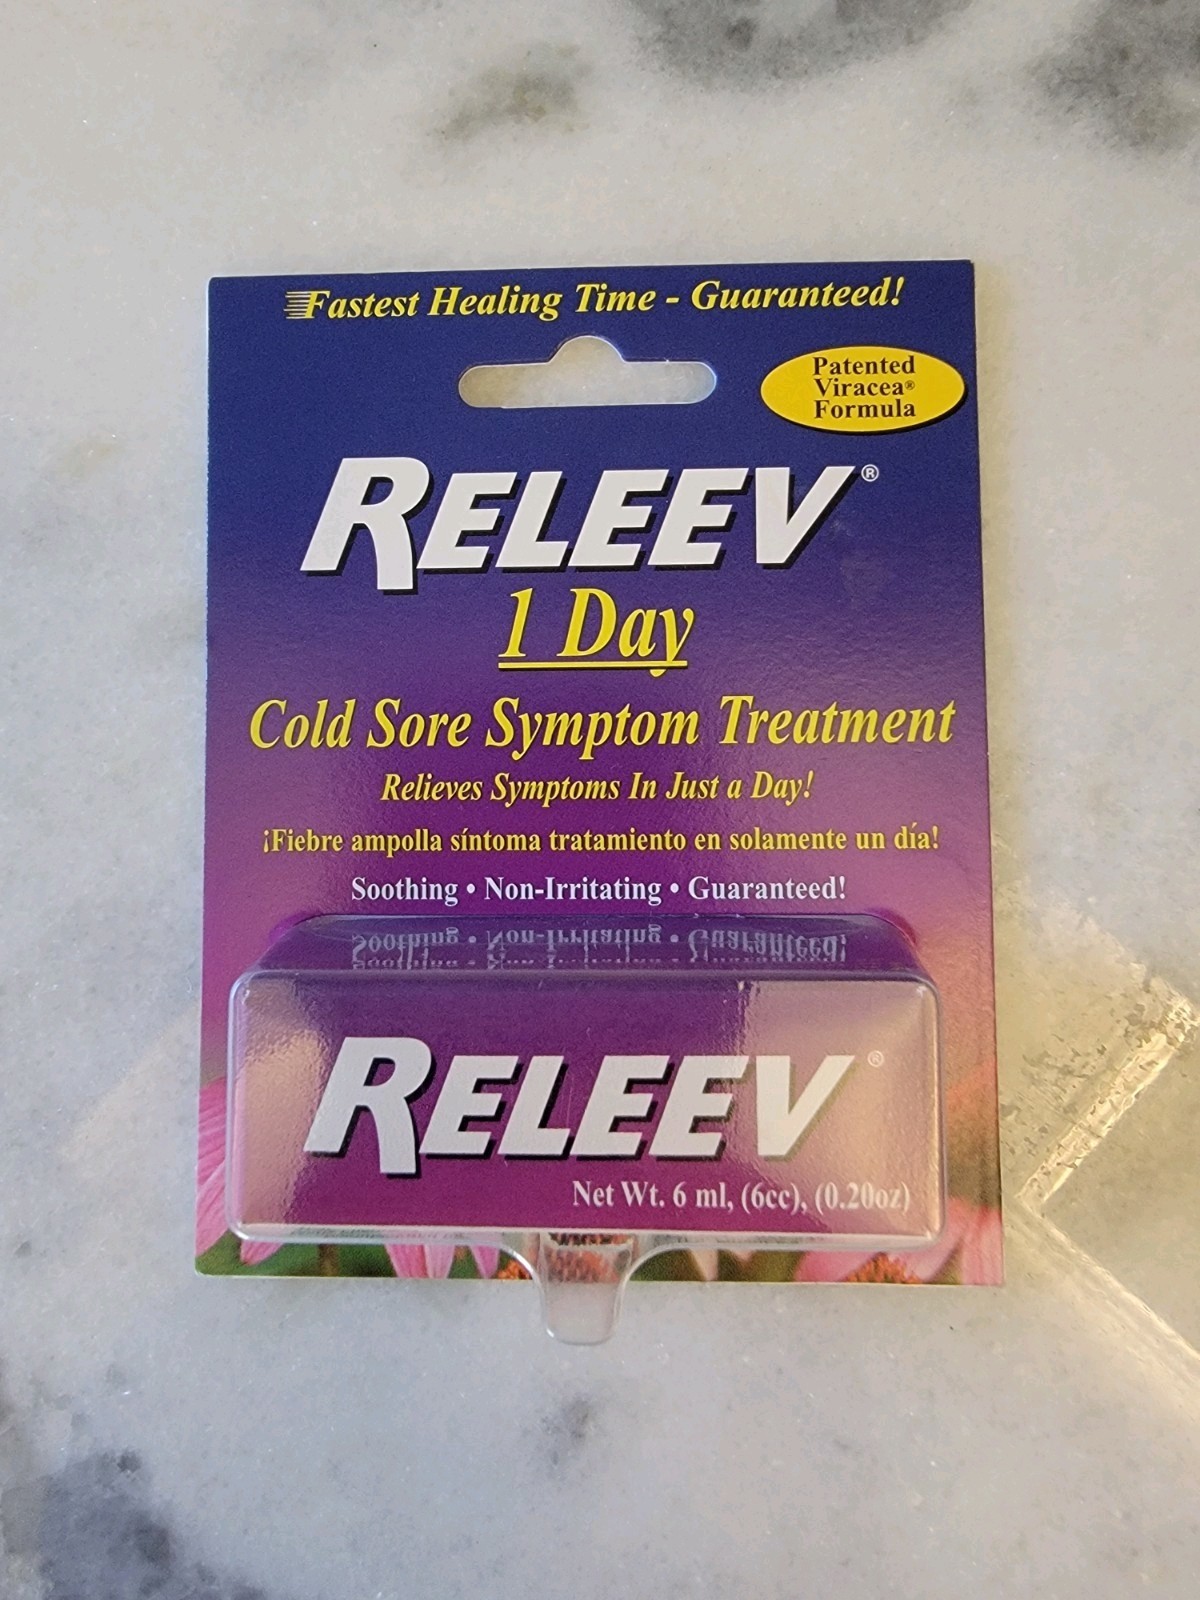 Fastest Healing Time - Guaranteed!
Patented
Viracea®
Formula
RELEEV®
1 Day
Cold Sore Symptom Treatment
Relieves Symptoms In Just a Day!
¡Fiebre ampolla síntoma tratamiento en solamente un día!
Soothing • Non-Irritating • Guaranteed!
RELEEV®
Net Wt. 6 ml, (6cc), (0.20oz)